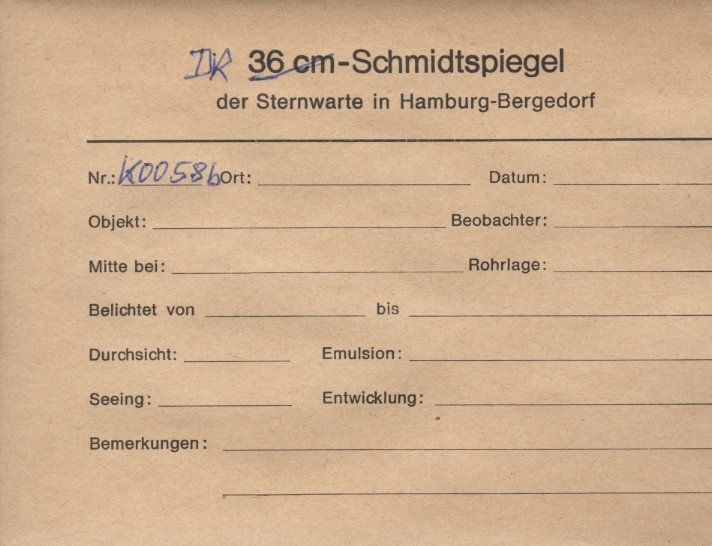 DR 36 cm-Schmidtspiegel
der Sternwarte in Hamburg-Bergedorf
Nr.: K00586 Ort: Datum:
Objekt: Beobachter:
Mitte bei: Rohrlage:
Belichtet von bis
Durchsicht: Emulsion:
Seeing: Entwicklung:
Bemerkungen: